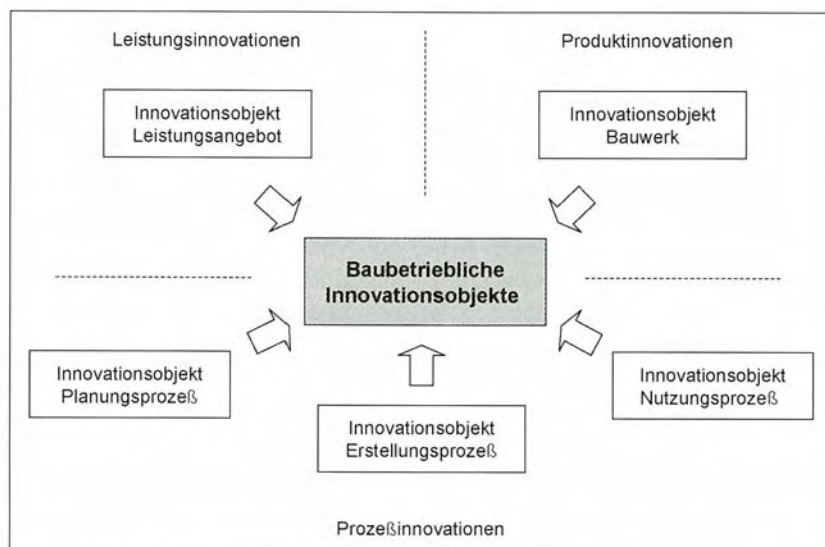 Leistungsinnovationen
Produktinnovationen
Innovationsobjekt
Leistungsangebot
Innovationsobjekt
Bauwerk
Baubetriebliche
Innovationsobjekte
Innovationsobjekt
Planungsprozeß
Innovationsobjekt
Erstellungsprozeß
Innovationsobjekt
Nutzungsprozeß
Prozeßinnovationen